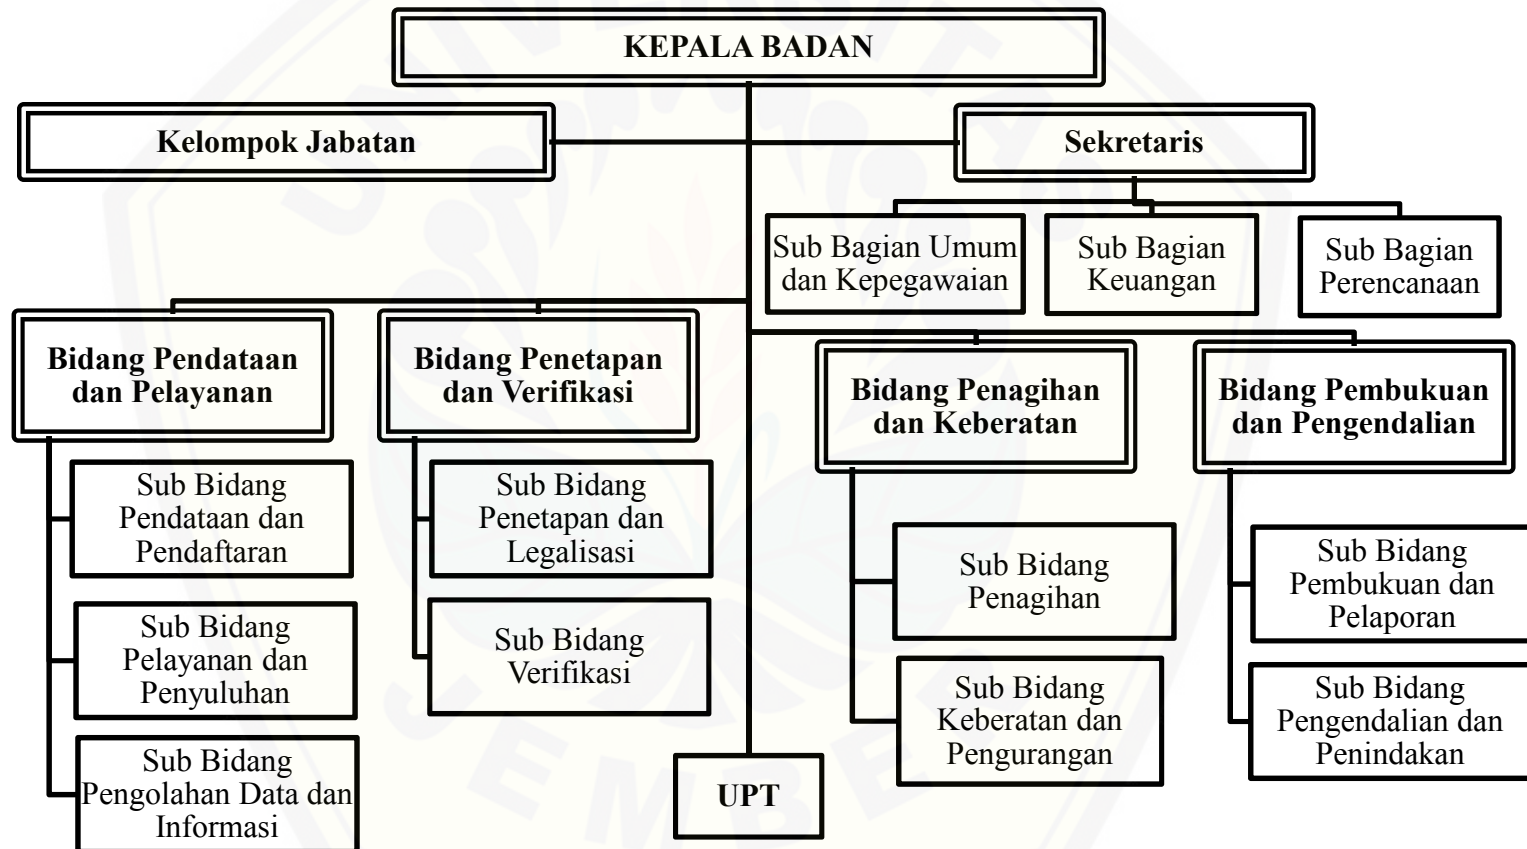 KEPALA BADAN
Kelompok Jabatan
Sekretaris
Sub Bagian Umum
dan Kepegawaian
Sub Bagian
Keuangan
Sub Bagian
Perencanaan
Bidang Pendataan
dan Pelayanan
Bidang Penetapan
dan Verifikasi
Bidang Penagihan
dan Keberatan
Bidang Pembukuan
dan Pengendalian
Sub Bidang
Pendataan dan
Pendaftaran
Sub Bidang
Pelayanan dan
Penyuluhan
Sub Bidang
Pengolahan Data dan
Informasi
Sub Bidang
Penetapan dan
Legalisasi
Sub Bidang
Verifikasi
Sub Bidang
Penagihan
Sub Bidang
Keberatan dan
Pengurangan
Sub Bidang
Pembukuan dan
Pelaporan
Sub Bidang
Pengendalian dan
Penindakan
UPT
UNIVERSITAS
JEMBER